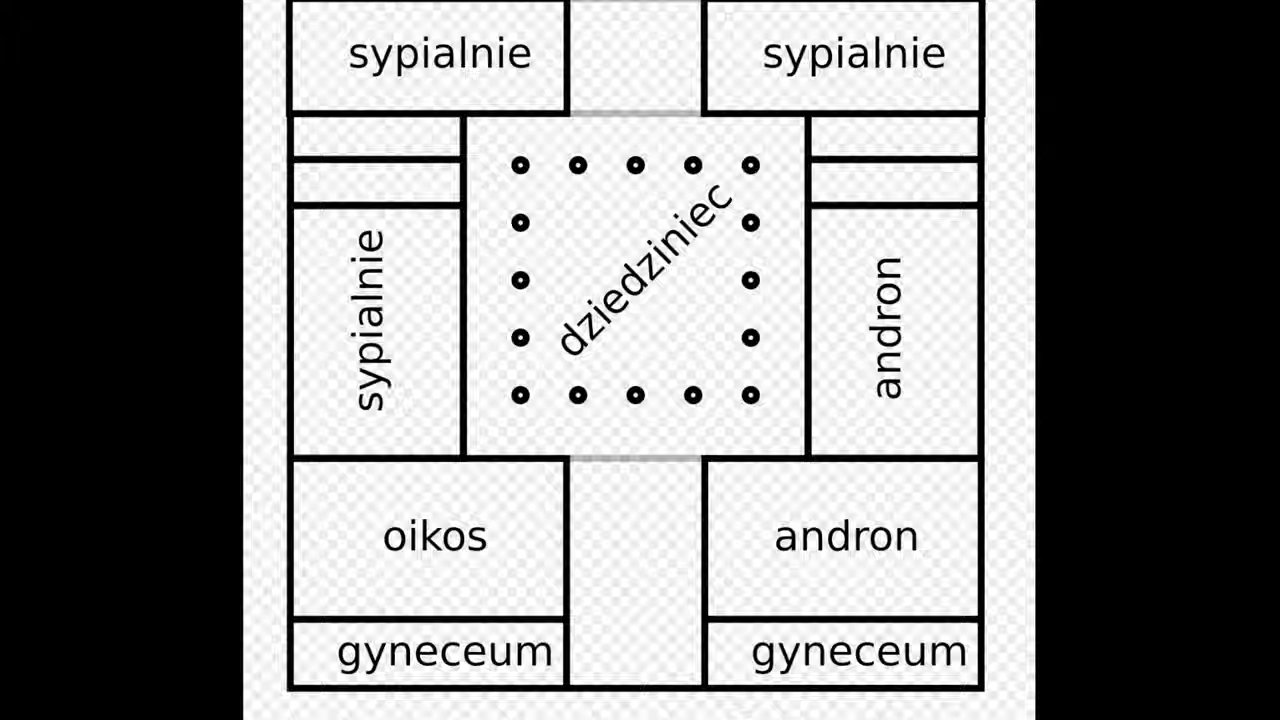 sypialnie
sypialnie
dziedziniec
sypialnie
andron
oikos
andron
gyneceum
gyneceum